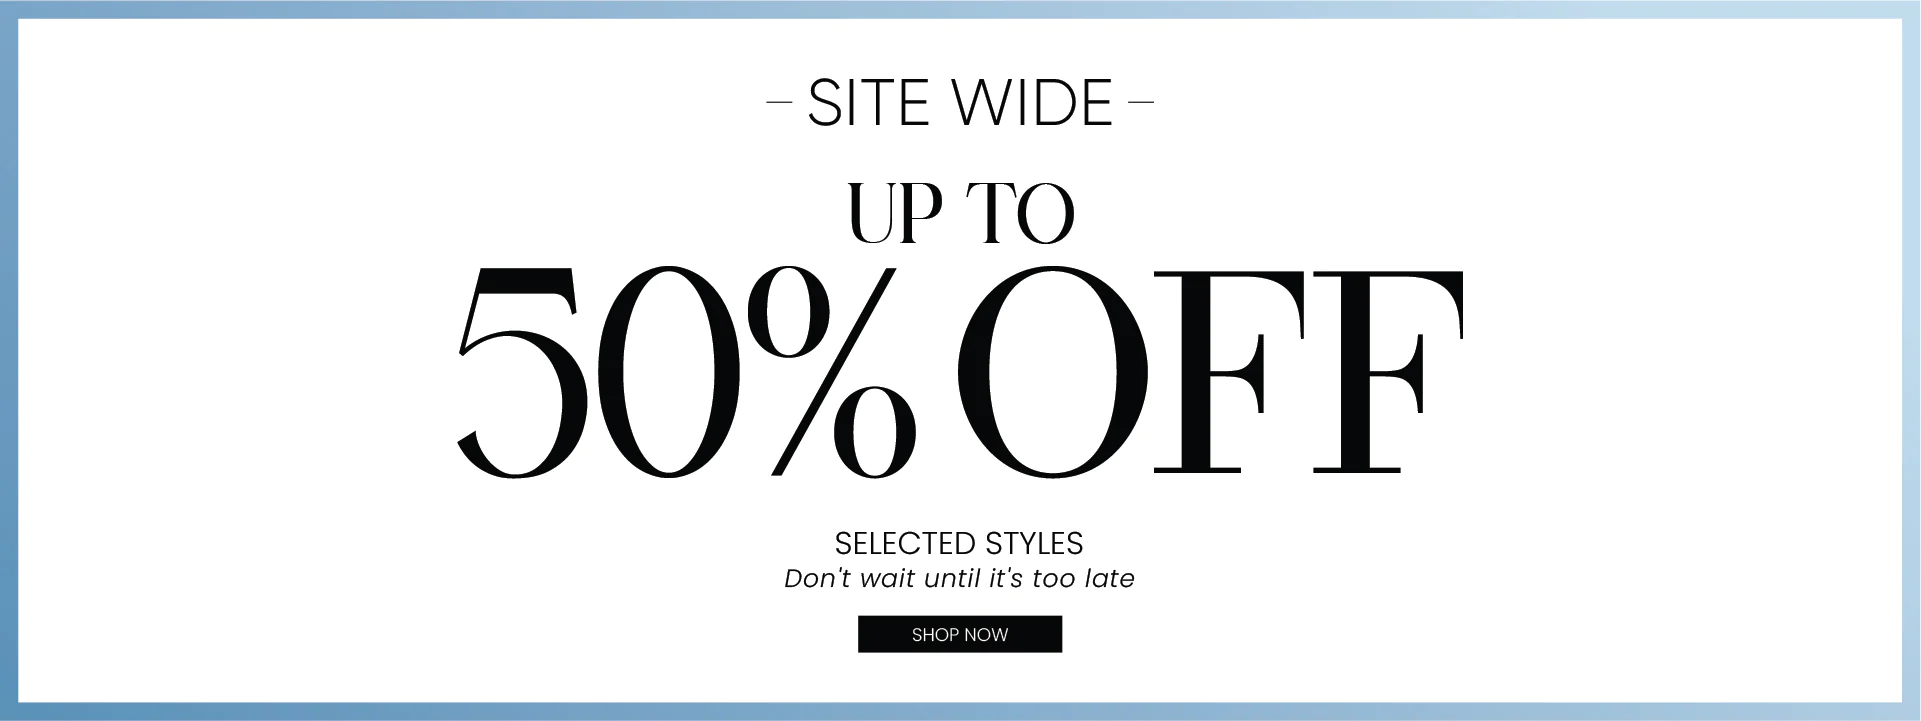 – SITE WIDE –
UP TO
50% OFF
SELECTED STYLES
Don't wait until it's too late
SHOP NOW